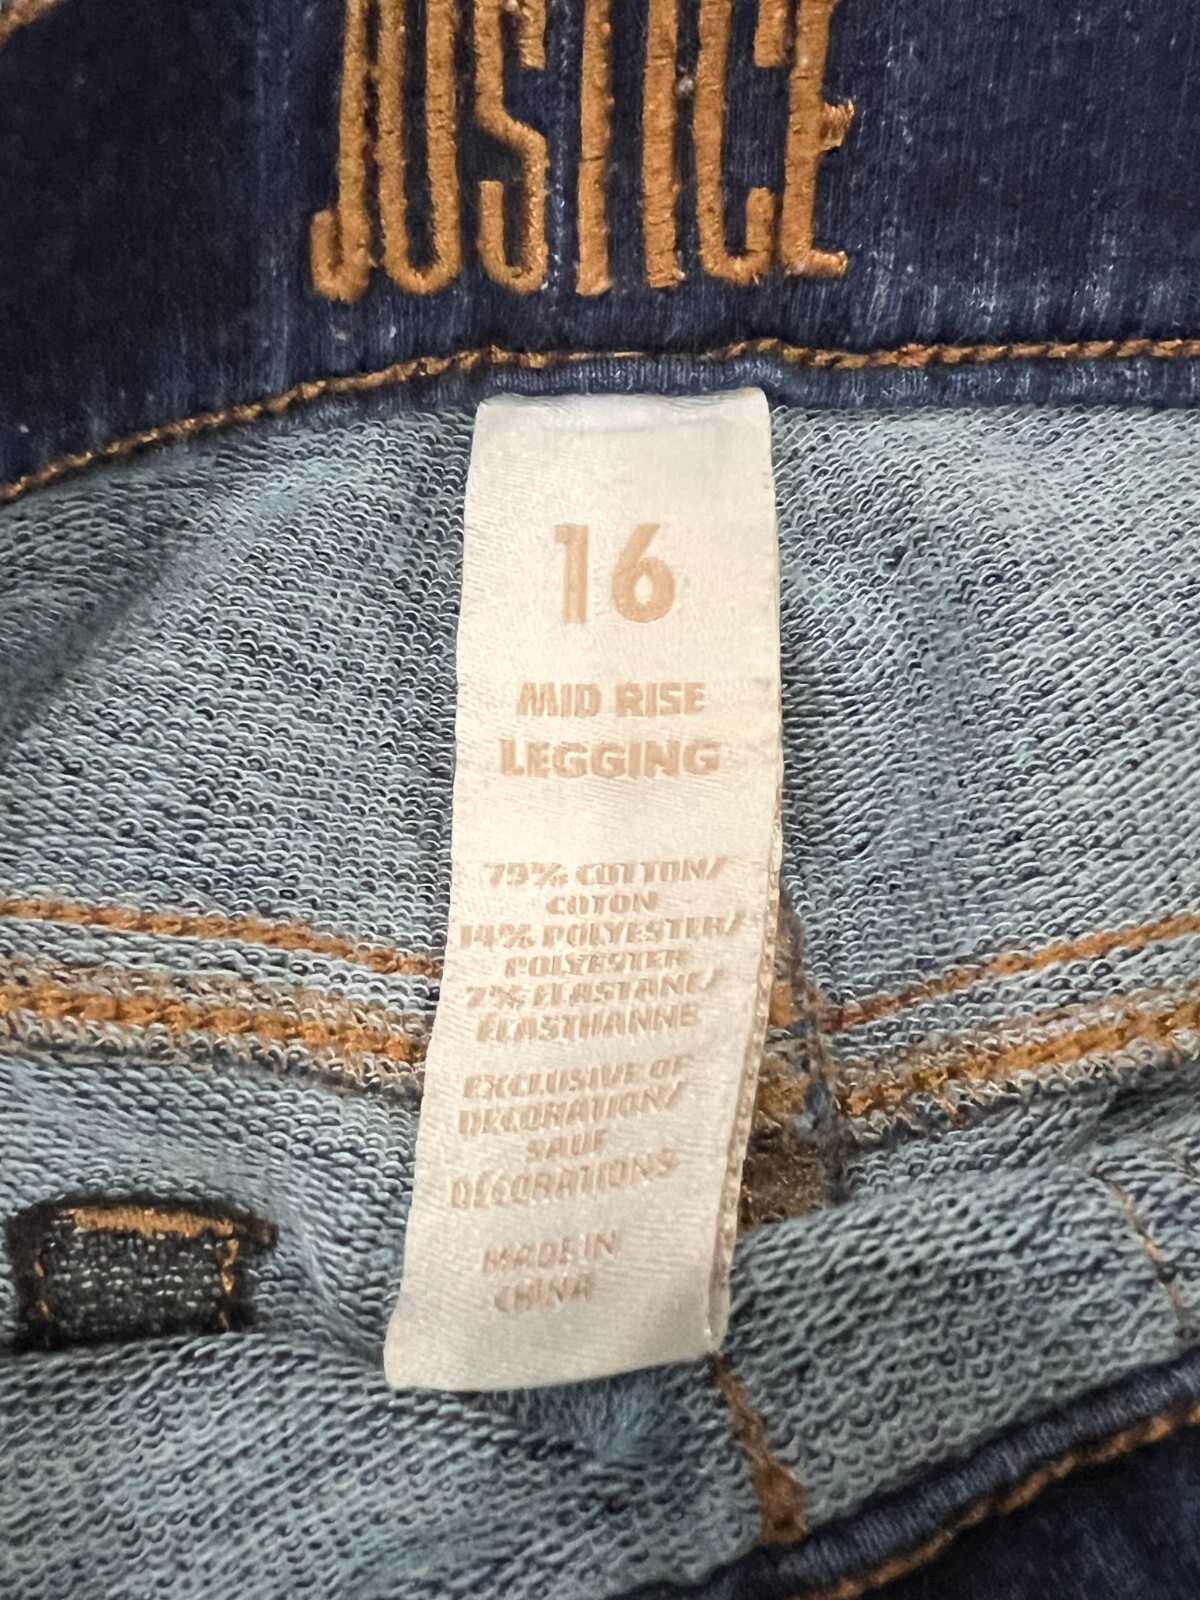 JUSTICE
16
MID RISE
LEGGING
79% COTTON/
COTON
14% POLYESTER/
POLYESTER
7% ELASTANE/
ÉLASTHANNE
EXCLUSIVE OF
DECORATION/
SAUF
DÉCORATIONS
MADE IN
CHINA